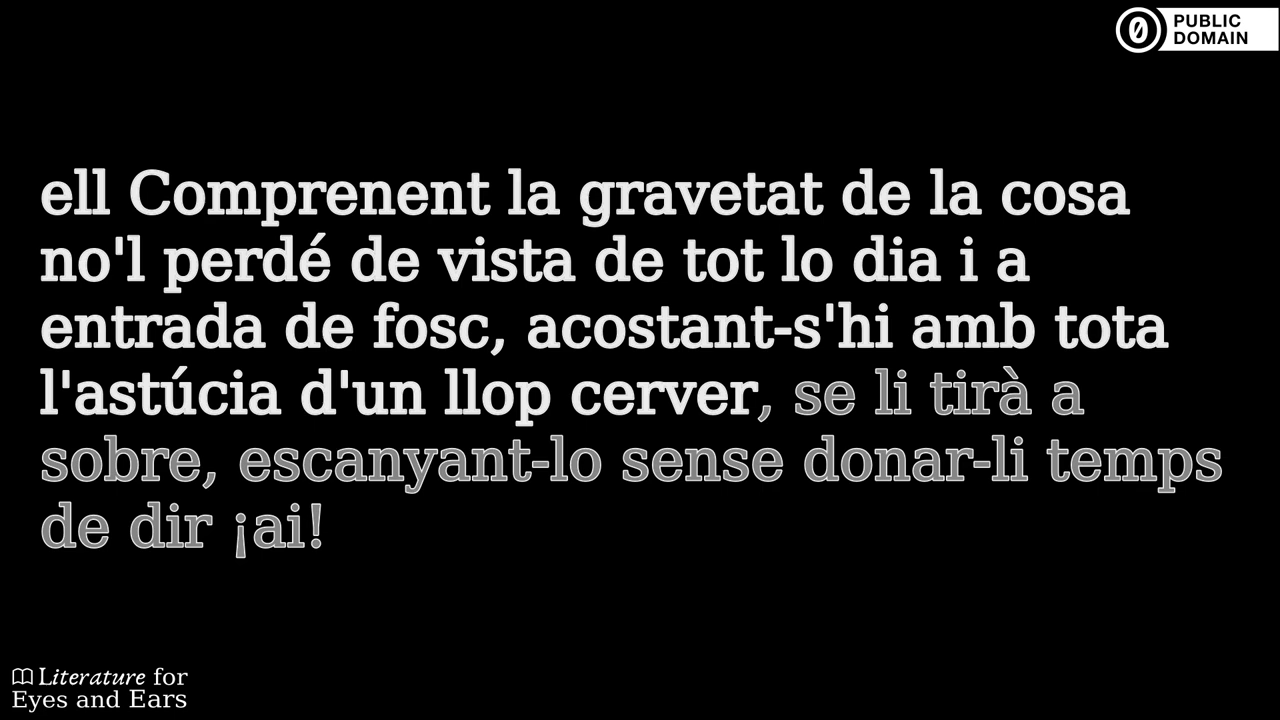 PUBLIC
DOMAIN
ell Comprenent la gravetat de la cosa
no'l perdé de vista de tot lo dia i a
entrada de fosc, acostant-s'hi amb tota
l'astúcia d'un llop cerver, se li tirà a
sobre, escanyant-lo sense donar-li temps
de dir ¡ai!
Literature for
Eyes and Ears